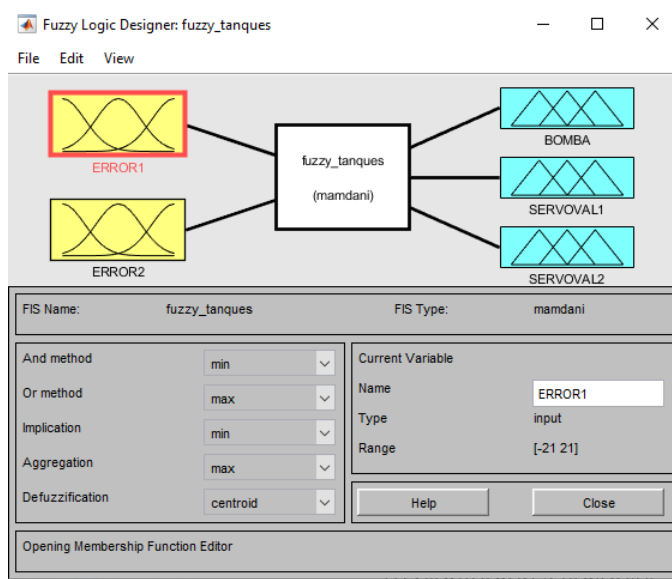 Fuzzy Logic Designer: fuzzy_tanques
File Edit View
ERROR1
ERROR2
fuzzy_tanques
(mamdani)
BOMBA
SERVOVAL1
SERVOVAL2
FIS Name: fuzzy_tanques FIS Type: mamdani
And method min
Or method max
Implication min
Aggregation max
Defuzzification centroid
Current Variable
Name ERROR1
Type input
Range [-21 21]
Help Close
Opening Membership Function Editor